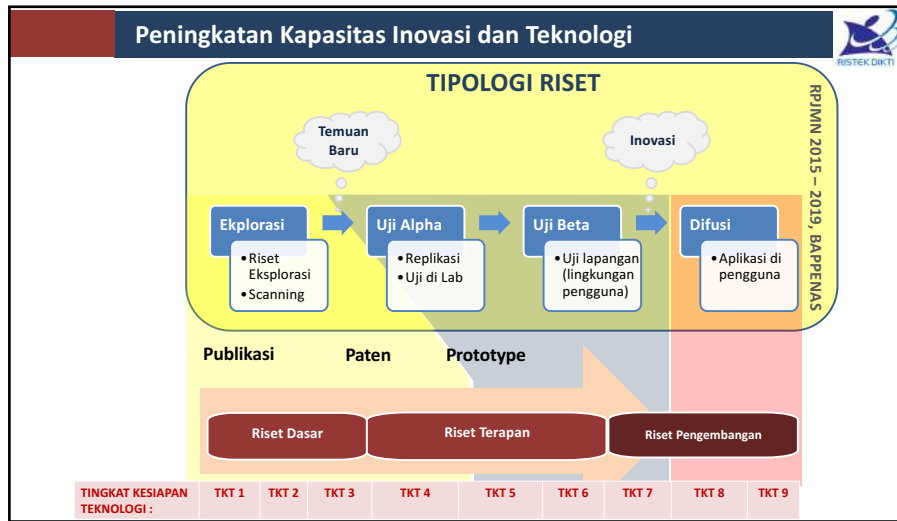 Peningkatan Kapasitas Inovasi dan Teknologi
RISTEK DIKTI
TIPOLOGI RISET
RPJMN 2015 – 2019, BAPPENAS
Temuan
Baru
Inovasi
Ekplorasi
• Riset
Eksplorasi
• Scanning
Uji Alpha
• Replikasi
• Uji di Lab
Uji Beta
• Uji lapangan
(lingkungan
pengguna)
Difusi
• Aplikasi di
pengguna
Publikasi Paten Prototype
Riset Dasar Riset Terapan Riset Pengembangan
TINGKAT KESIAPAN
TEKNOLOGI :
TKT 1 TKT 2 TKT 3 TKT 4 TKT 5 TKT 6 TKT 7 TKT 8 TKT 9